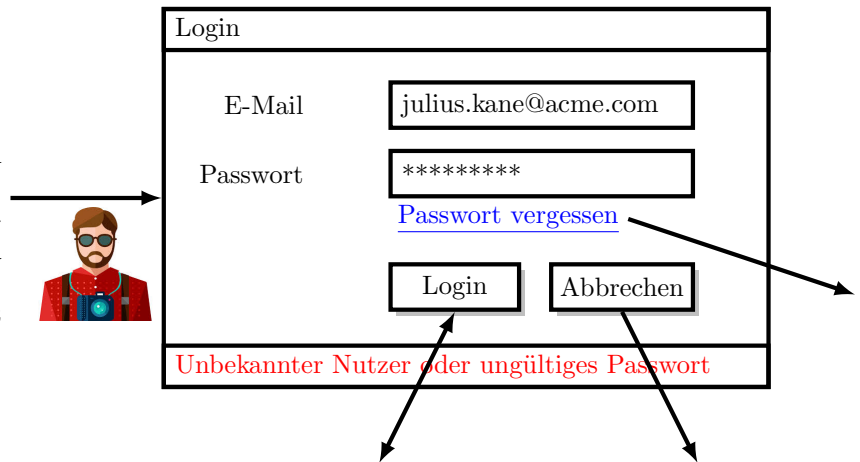 Login
E-Mail
julius.kane@acme.com
Passwort
*********
Passwort vergessen
Login
Abbrechen
Unbekannter Nutzer oder ungültiges Passwort